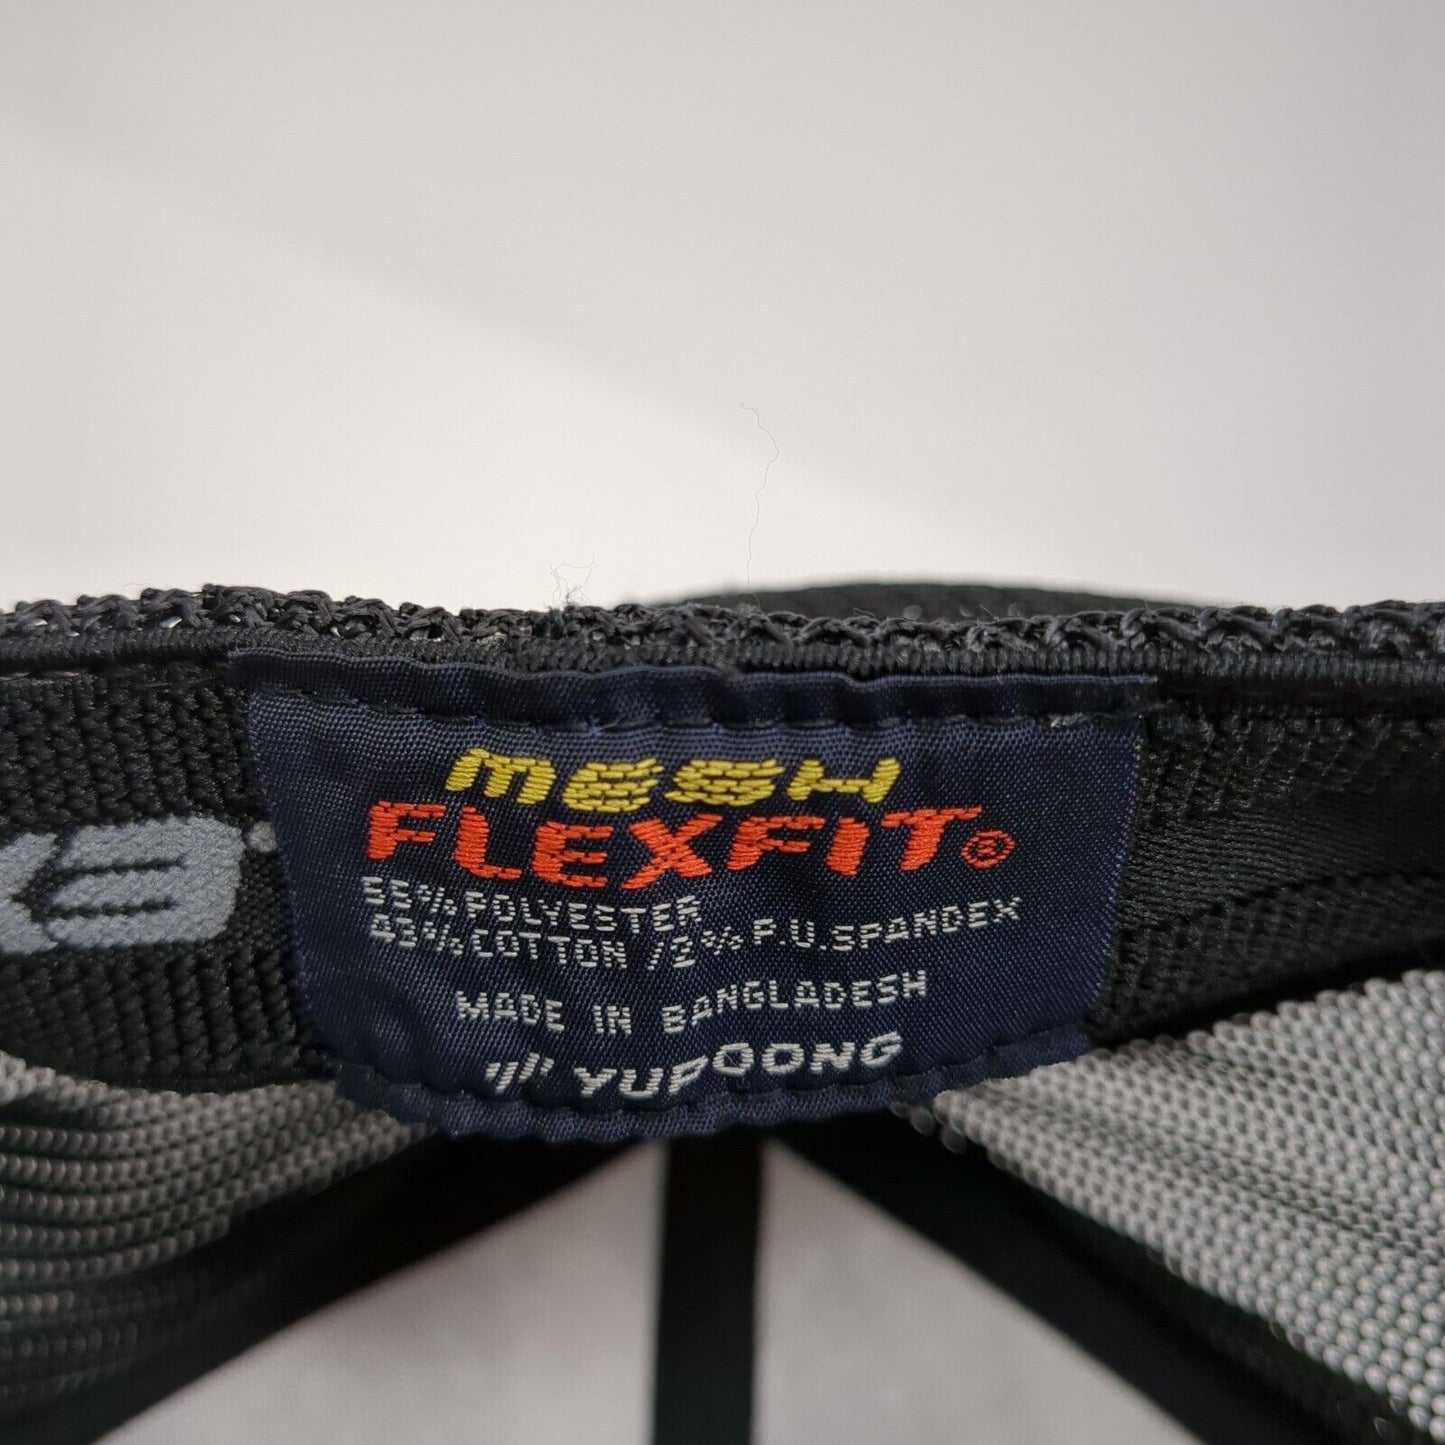 MESH
FLEXFIT®
55% POLYESTER
43% COTTON / 2% P.U. SPANDEX
MADE IN BANGLADESH
YUPOONG